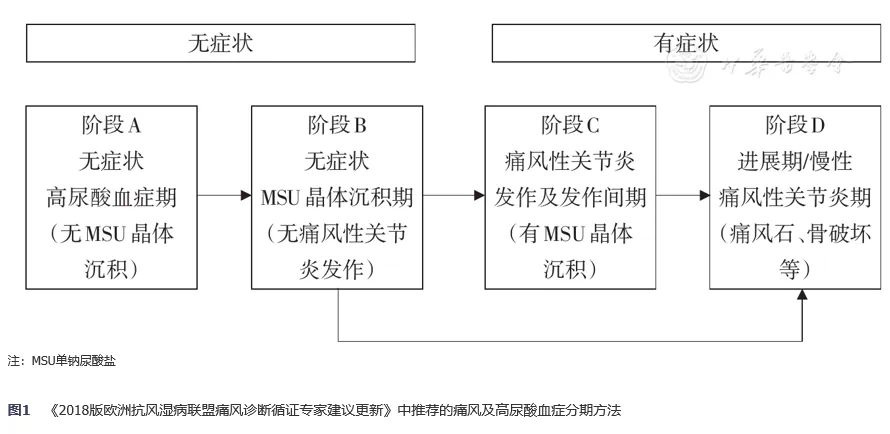 无症状
有症状
中华医学会
阶段A
无症状
高尿酸血症期
（无MSU晶体
沉积）
阶段B
无症状
MSU晶体沉积期
（无痛风性关节
炎发作）
阶段C
痛风性关节炎
发作及发作间期
（有MSU晶体
沉积）
阶段D
进展期/慢性
痛风性关节炎期
（痛风石、骨破坏
等）
注：MSU单钠尿酸盐
图1 《2018版欧洲抗风湿病联盟痛风诊断循证专家建议更新》中推荐的痛风及高尿酸血症分期方法